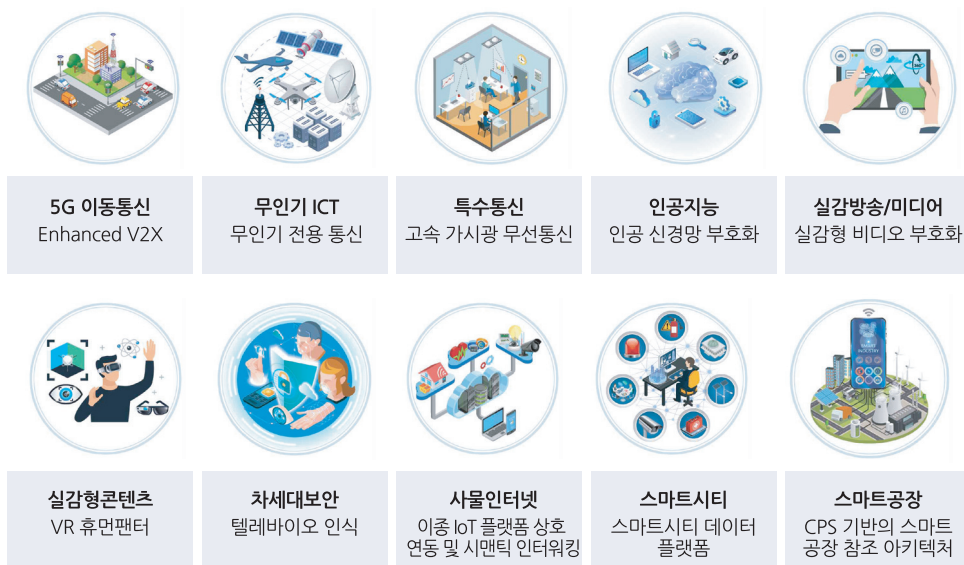 5G 이동통신
Enhanced V2X
무인기 ICT
무인기 전용 통신
특수통신
고속 가시광 무선통신
인공지능
인공 신경망 부호화
실감방송/미디어
실감형 비디오 부호화
360°
실감형콘텐츠
VR 휴먼팩터
차세대보안
텔레바이오 인식
사물인터넷
이종 IoT 플랫폼 상호
연동 및 시맨틱 인터워킹
스마트시티
스마트시티 데이터
플랫폼
SMART
INDUSTRY
스마트공장
CPS 기반의 스마트
공장 참조 아키텍처